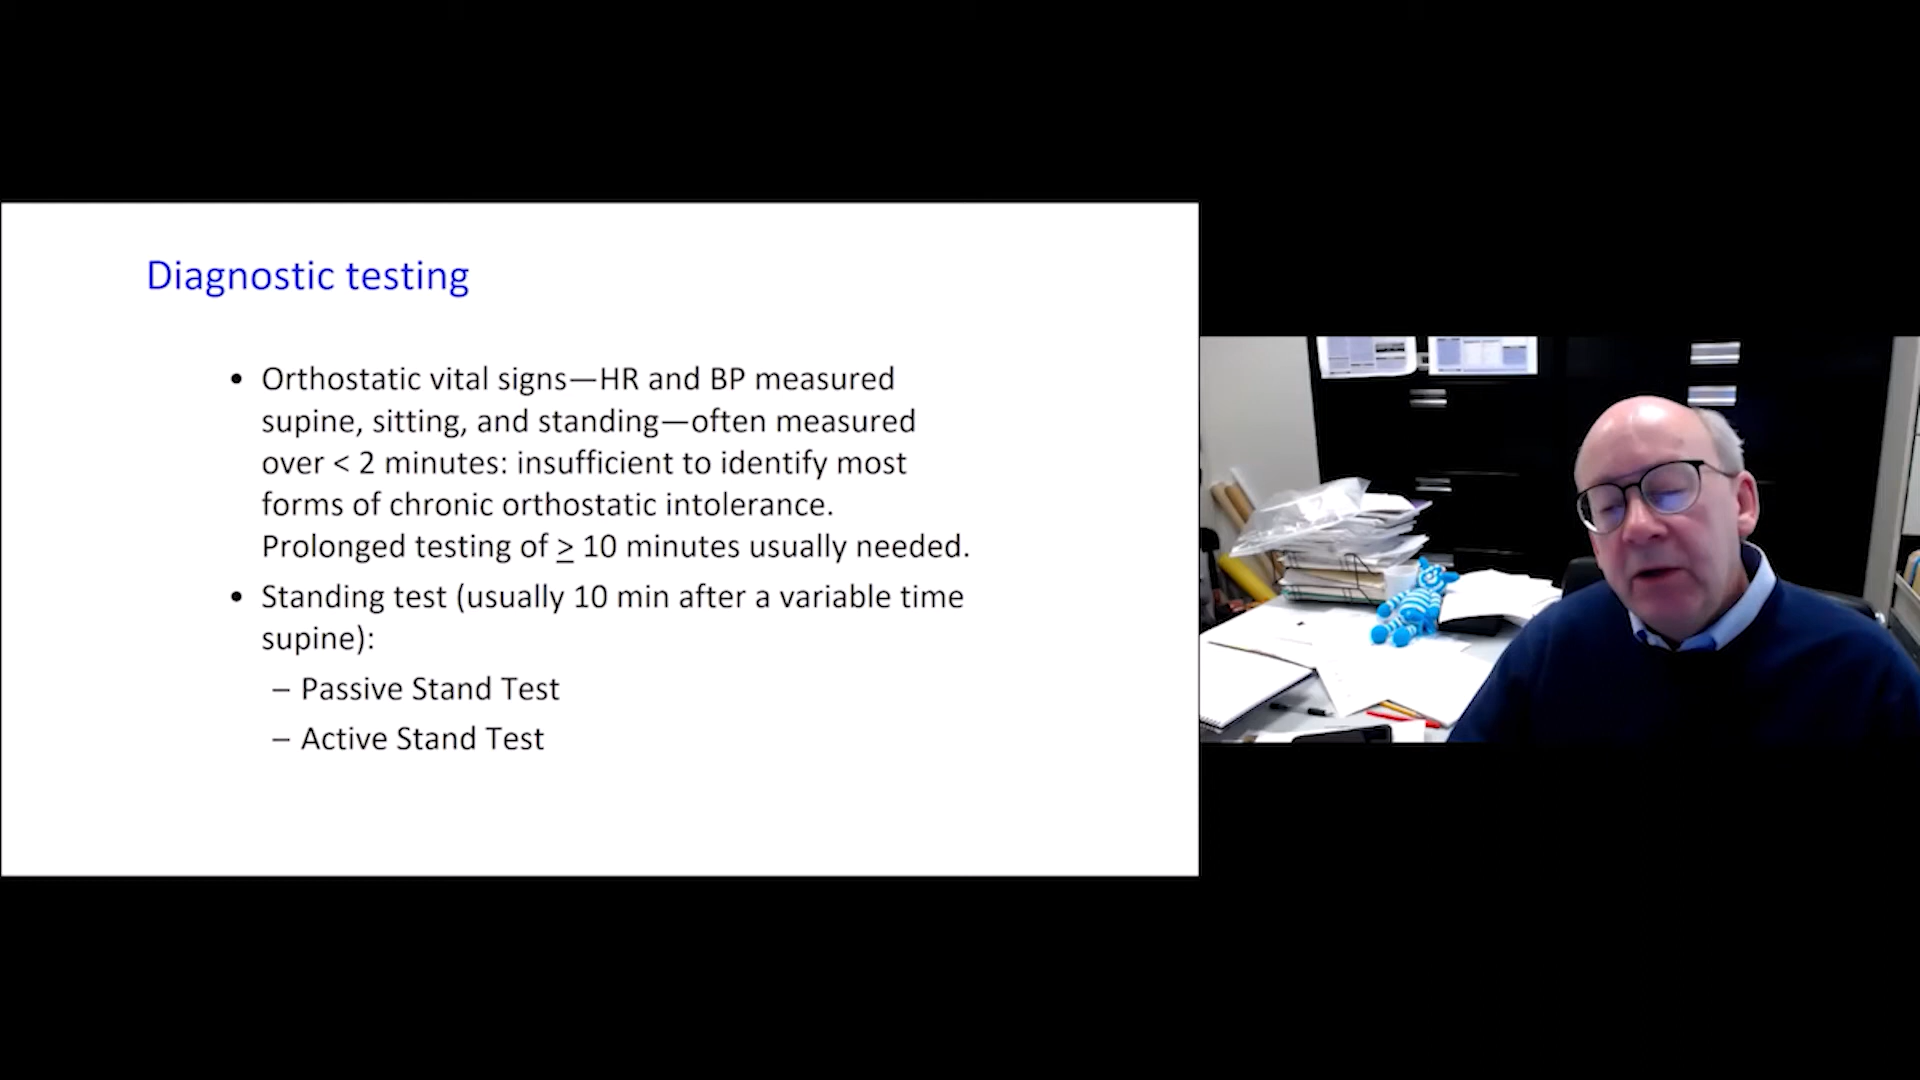 Diagnostic testing
• Orthostatic vital signs—HR and BP measured
supine, sitting, and standing—often measured
over < 2 minutes: insufficient to identify most
forms of chronic orthostatic intolerance.
Prolonged testing of ≥ 10 minutes usually needed.
• Standing test (usually 10 min after a variable time
supine):
– Passive Stand Test
– Active Stand Test